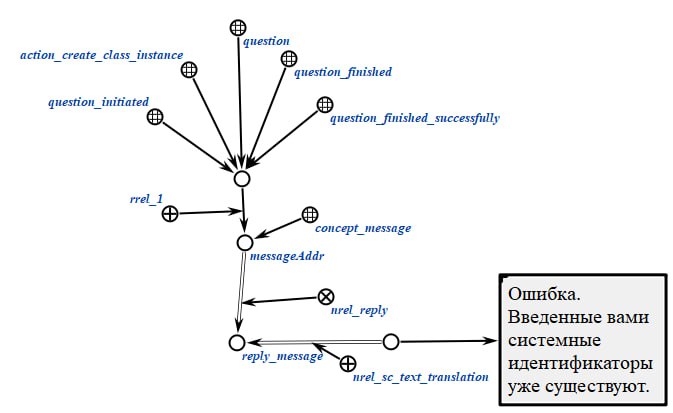 question
action_create_class_instance
question_finished
question_initiated
question_finished_successfully
rrel_1
concept_message
messageAddr
nrel_reply
reply_message
nrel_sc_text_translation
Ошибка.
Введенные вами
системные
идентификаторы
уже существуют.